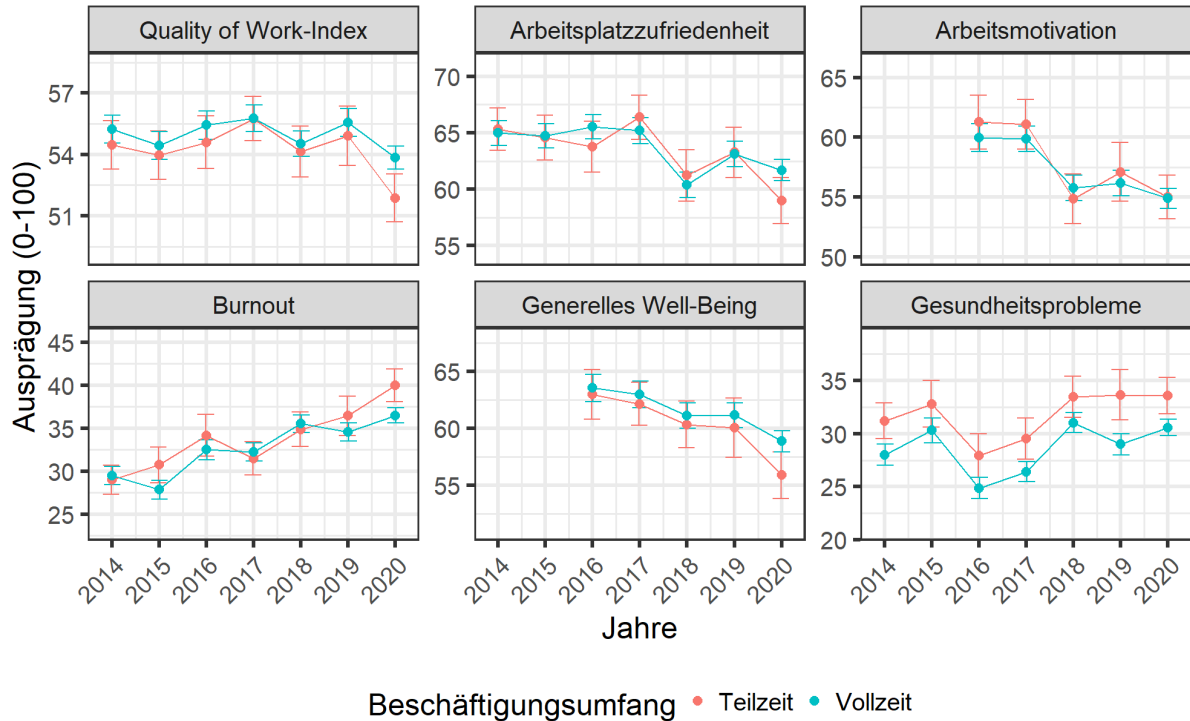 Quality of Work-Index
Arbeitsplatzzufriedenheit
Arbeitsmotivation
57
54
51
70
65
60
55
65
60
55
50
Burnout
Generelles Well-Being
Gesundheitsprobleme
45
40
35
30
25
65
60
55
35
30
25
20
2014 2015 2016 2017 2018 2019 2020
2014 2015 2016 2017 2018 2019 2020
2014 2015 2016 2017 2018 2019 2020
Ausprägung (0-100)
Jahre
Beschäftigungsumfang Teilzeit Vollzeit